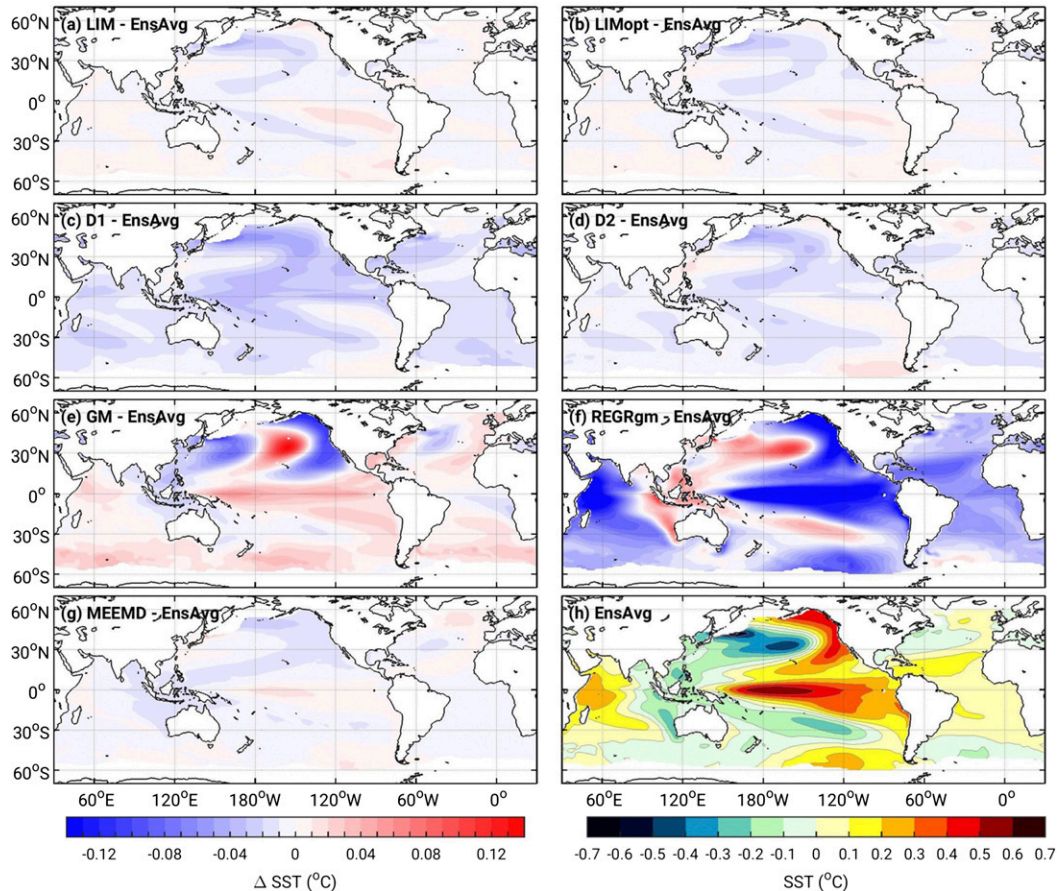 (a) LIM - EnsAvg
(b) LIMopt - EnsAvg
60°N
30°N
0°
30°S
60°S
(c) D1 - EnsAvg
(d) D2 - EnsAvg
60°N
30°N
0°
30°S
60°S
(e) GM - EnsAvg
(f) REGRgm - EnsAvg
60°N
30°N
0°
30°S
60°S
(g) MEEMD - EnsAvg
(h) EnsAvg
60°N
30°N
0°
30°S
60°S
60°E 120°E 180°W 120°W 60°W 0°
60°E 120°E 180°W 120°W 60°W 0°
-0.12 -0.08 -0.04 0 0.04 0.08 0.12
-0.7 -0.6 -0.5 -0.4 -0.3 -0.2 -0.1 0 0.1 0.2 0.3 0.4 0.5 0.6 0.7
Δ SST (°C)
SST (°C)